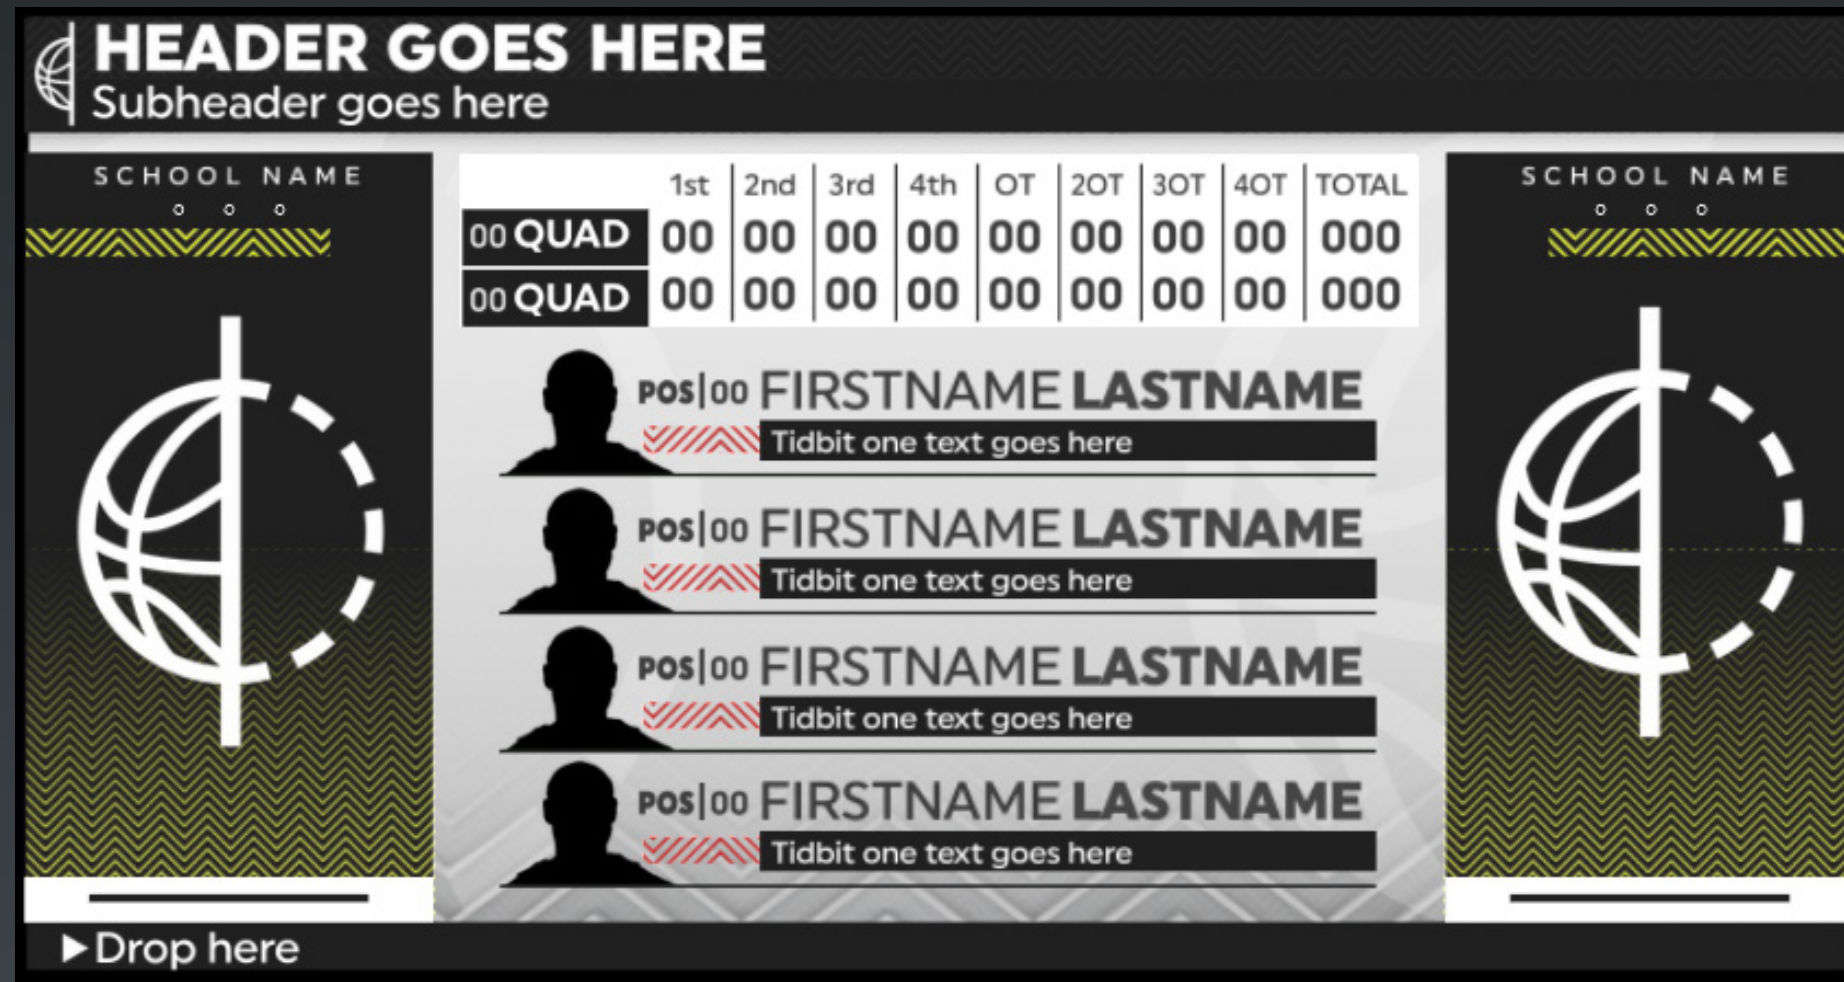 HEADER GOES HERE
Subheader goes here
SCHOOL NAME
1st 2nd 3rd 4th OT 2OT 3OT 4OT TOTAL
00 QUAD 00 00 00 00 00 00 00 00 000
00 QUAD 00 00 00 00 00 00 00 00 000
POS|00 FIRSTNAME LASTNAME
Tidbit one text goes here
POS|00 FIRSTNAME LASTNAME
Tidbit one text goes here
POS|00 FIRSTNAME LASTNAME
Tidbit one text goes here
POS|00 FIRSTNAME LASTNAME
Tidbit one text goes here
SCHOOL NAME
Drop here